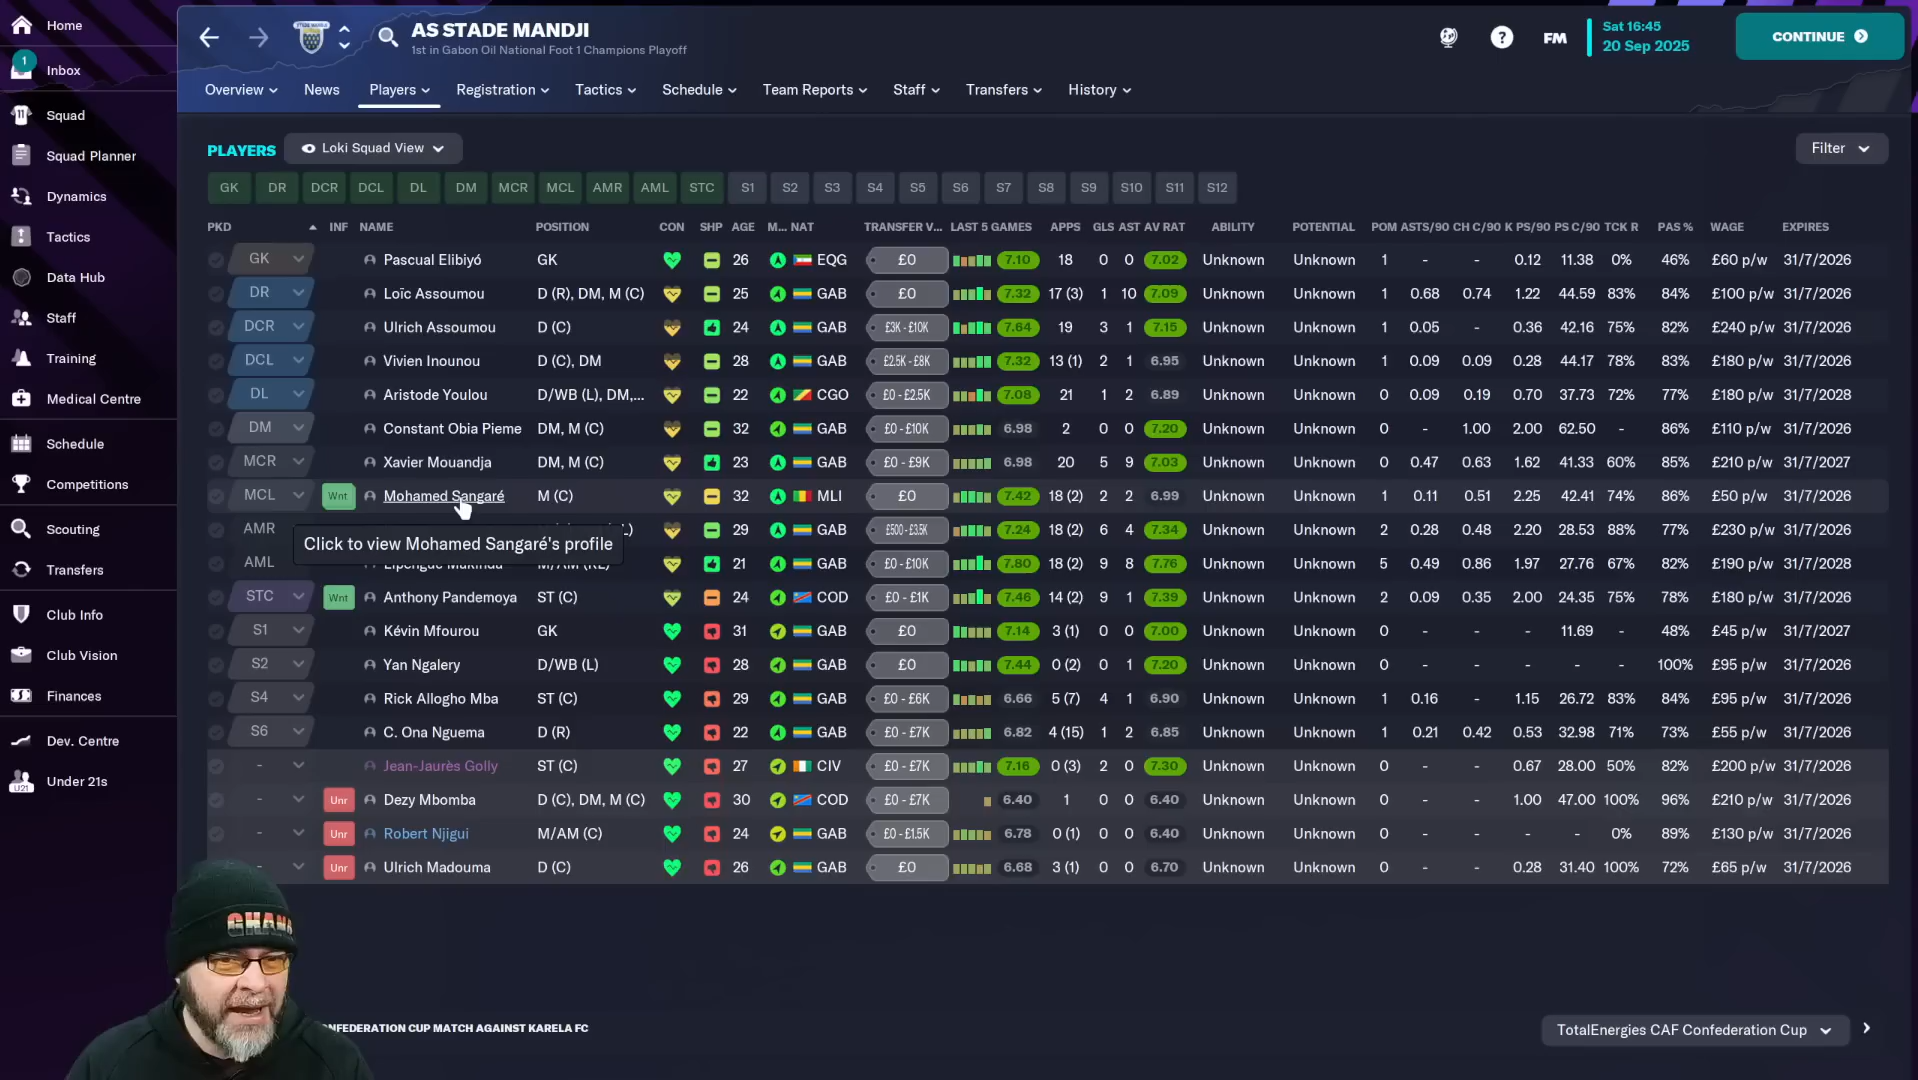 Home
1
Inbox
Squad
Squad Planner
Dynamics
Tactics
Data Hub
Staff
Training
Medical Centre
Schedule
Competitions
Scouting
Transfers
Club Info
Club Vision
Finances
Dev. Centre
Under 21s
AS STADE MANDJI
1st in Gabon Oil National Foot 1 Champions Playoff
FM
Sat 16:45
20 Sep 2025
CONTINUE
Overview News Players Registration Tactics Schedule Team Reports Staff Transfers History
PLAYERS Loki Squad View Filter
GK DR DCR DCL DL DM MCR MCL AMR AML STC S1 S2 S3 S4 S5 S6 S7 S8 S9 S10 S11 S12
PKD INF NAME POSITION CON SHP AGE M... NAT TRANSFER V... LAST 5 GAMES APPS GLS AST AV RAT ABILITY POTENTIAL POM ASTS/90 CH C/90 K PS/90 PS C/90 TCK R PAS % WAGE EXPIRES
GK Pascual Elibiyó GK 26 EQG £0 7.10 18 0 0 7.02 Unknown Unknown 1 - - 0.12 11.38 0% 46% £60 p/w 31/7/2026
DR Loïc Assoumou D (R), DM, M (C) 25 GAB £0 7.32 17 (3) 1 10 7.09 Unknown Unknown 1 0.68 0.74 1.22 44.59 83% 84% £100 p/w 31/7/2026
DCR Ulrich Assoumou D (C) 24 GAB £3K - £10K 7.64 19 3 1 7.15 Unknown Unknown 1 0.05 - 0.36 42.16 75% 82% £240 p/w 31/7/2026
DCL Vivien Inounou D (C), DM 28 GAB £2.5K - £8K 7.32 13 (1) 2 1 6.95 Unknown Unknown 1 0.09 0.09 0.28 44.17 78% 83% £180 p/w 31/7/2026
DL Aristode Youlou D/WB (L), DM,... 22 CGO £0 - £2.5K 7.08 21 1 2 6.89 Unknown Unknown 0 0.09 0.19 0.70 37.73 72% 77% £180 p/w 31/7/2028
DM Constant Obia Pieme DM, M (C) 32 GAB £0 - £10K 6.98 2 0 0 7.20 Unknown Unknown 0 - 1.00 2.00 62.50 - 86% £110 p/w 31/7/2027
MCR Xavier Mouandja DM, M (C) 23 GAB £0 - £9K 6.98 20 5 9 7.03 Unknown Unknown 0 0.47 0.63 1.62 41.33 60% 85% £210 p/w 31/7/2027
MCL Wnt Mohamed Sangaré M (C) 32 MLI £0 7.42 18 (2) 2 2 6.99 Unknown Unknown 1 0.11 0.51 2.25 42.41 74% 86% £50 p/w 31/7/2026
AMR 29 GAB £500 - £3.5K 7.24 18 (2) 6 4 7.34 Unknown Unknown 2 0.28 0.48 2.20 28.53 88% 77% £230 p/w 31/7/2026
Click to view Mohamed Sangaré's profile
AML 21 GAB £0 - £10K 7.80 18 (2) 9 8 7.76 Unknown Unknown 5 0.49 0.86 1.97 27.76 67% 82% £190 p/w 31/7/2028
STC Wnt Anthony Pandemoya ST (C) 24 COD £0 - £1K 7.46 14 (2) 9 1 7.39 Unknown Unknown 2 0.09 0.35 2.00 24.35 75% 78% £180 p/w 31/7/2026
S1 Kévin Mfourou GK 31 GAB £0 7.14 3 (1) 0 0 7.00 Unknown Unknown 0 - - - 11.69 - 48% £45 p/w 31/7/2027
S2 Yan Ngalery D/WB (L) 28 GAB £0 7.44 0 (2) 0 1 7.20 Unknown Unknown 0 - - - - - 100% £95 p/w 31/7/2026
S4 Rick Allogho Mba ST (C) 29 GAB £0 - £6K 6.66 5 (7) 4 1 6.90 Unknown Unknown 1 0.16 - 1.15 26.72 83% 84% £95 p/w 31/7/2026
S6 C. Ona Nguema D (R) 22 GAB £0 - £7K 6.82 4 (15) 1 2 6.85 Unknown Unknown 1 0.21 0.42 0.53 32.98 71% 73% £55 p/w 31/7/2026
- Jean-Jaurès Golly ST (C) 27 CIV £0 - £7K 7.16 0 (3) 2 0 7.30 Unknown Unknown 0 - - 0.67 28.00 50% 82% £200 p/w 31/7/2026
- Unr Dezy Mbomba D (C), DM, M (C) 30 COD £0 - £7K 6.40 1 0 0 6.40 Unknown Unknown 0 - - 1.00 47.00 100% 96% £210 p/w 31/7/2026
- Unr Robert Njigui M/AM (C) 24 GAB £0 - £1.5K 6.78 0 (1) 0 0 6.40 Unknown Unknown 0 - - - - 0% 89% £130 p/w 31/7/2026
- Unr Ulrich Madouma D (C) 26 GAB £0 6.68 3 (1) 0 0 6.70 Unknown Unknown 0 - - 0.28 31.40 100% 72% £65 p/w 31/7/2026
GHANA
NFEDERATION CUP MATCH AGAINST KARELA FC
TotalEnergies CAF Confederation Cup